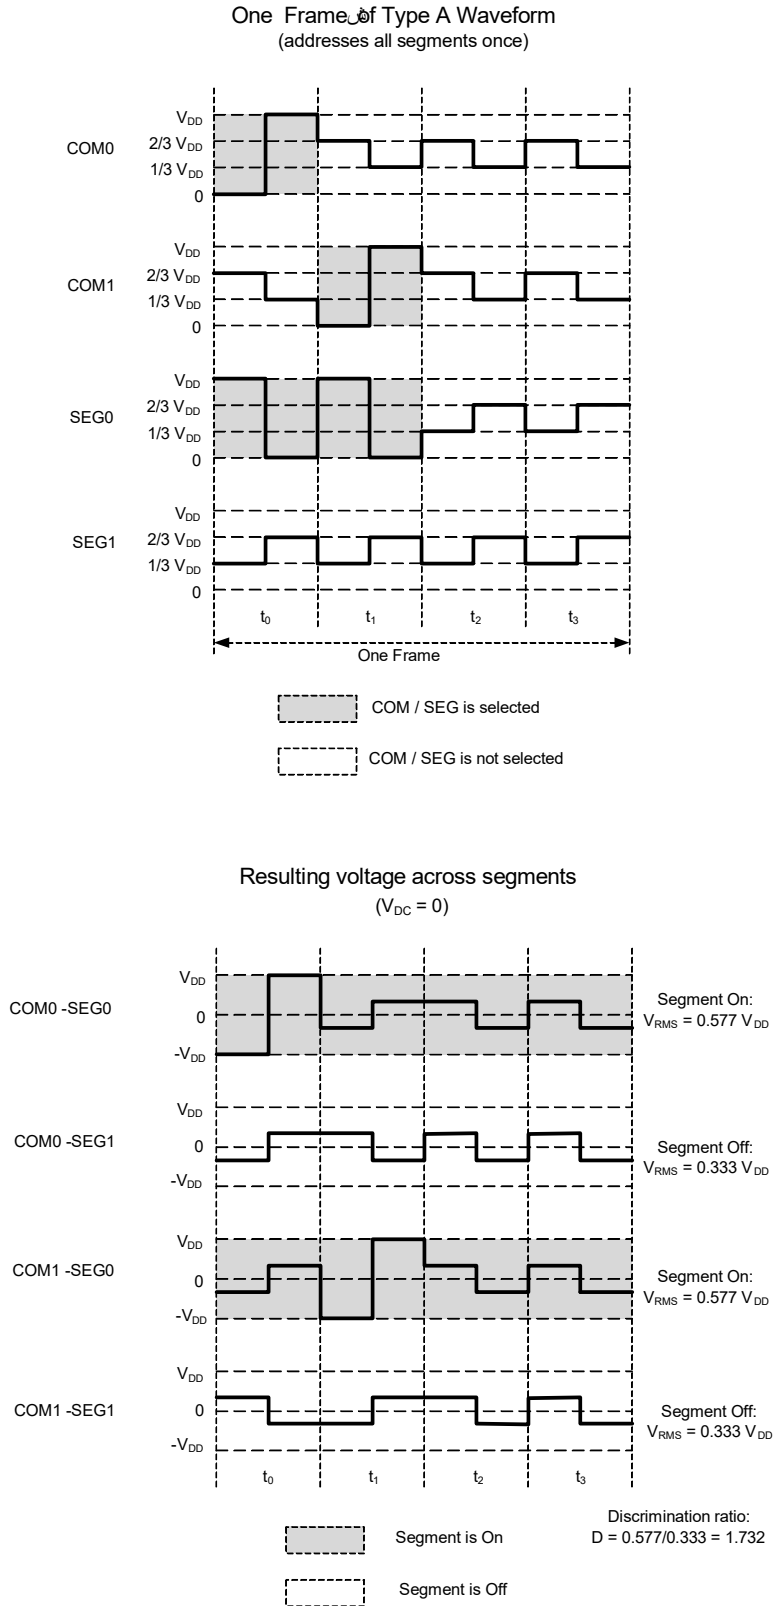 One Frame of Type A Waveform
(addresses all segments once)
COM0
VDD
2/3 VDD
1/3 VDD
0
COM1
VDD
2/3 VDD
1/3 VDD
0
SEG0
VDD
2/3 VDD
1/3 VDD
0
SEG1
VDD
2/3 VDD
1/3 VDD
0
t0 t1 t2 t3
One Frame
COM / SEG is selected
COM / SEG is not selected
Resulting voltage across segments
(VDC = 0)
COM0 -SEG0
VDD
0
-VDD
Segment On:
VRMS = 0.577 VDD
COM0 -SEG1
VDD
0
-VDD
Segment Off:
VRMS = 0.333 VDD
COM1 -SEG0
VDD
0
-VDD
Segment On:
VRMS = 0.577 VDD
COM1 -SEG1
VDD
0
-VDD
Segment Off:
VRMS = 0.333 VDD
t0 t1 t2 t3
Segment is On
Segment is Off
Discrimination ratio:
D = 0.577/0.333 = 1.732